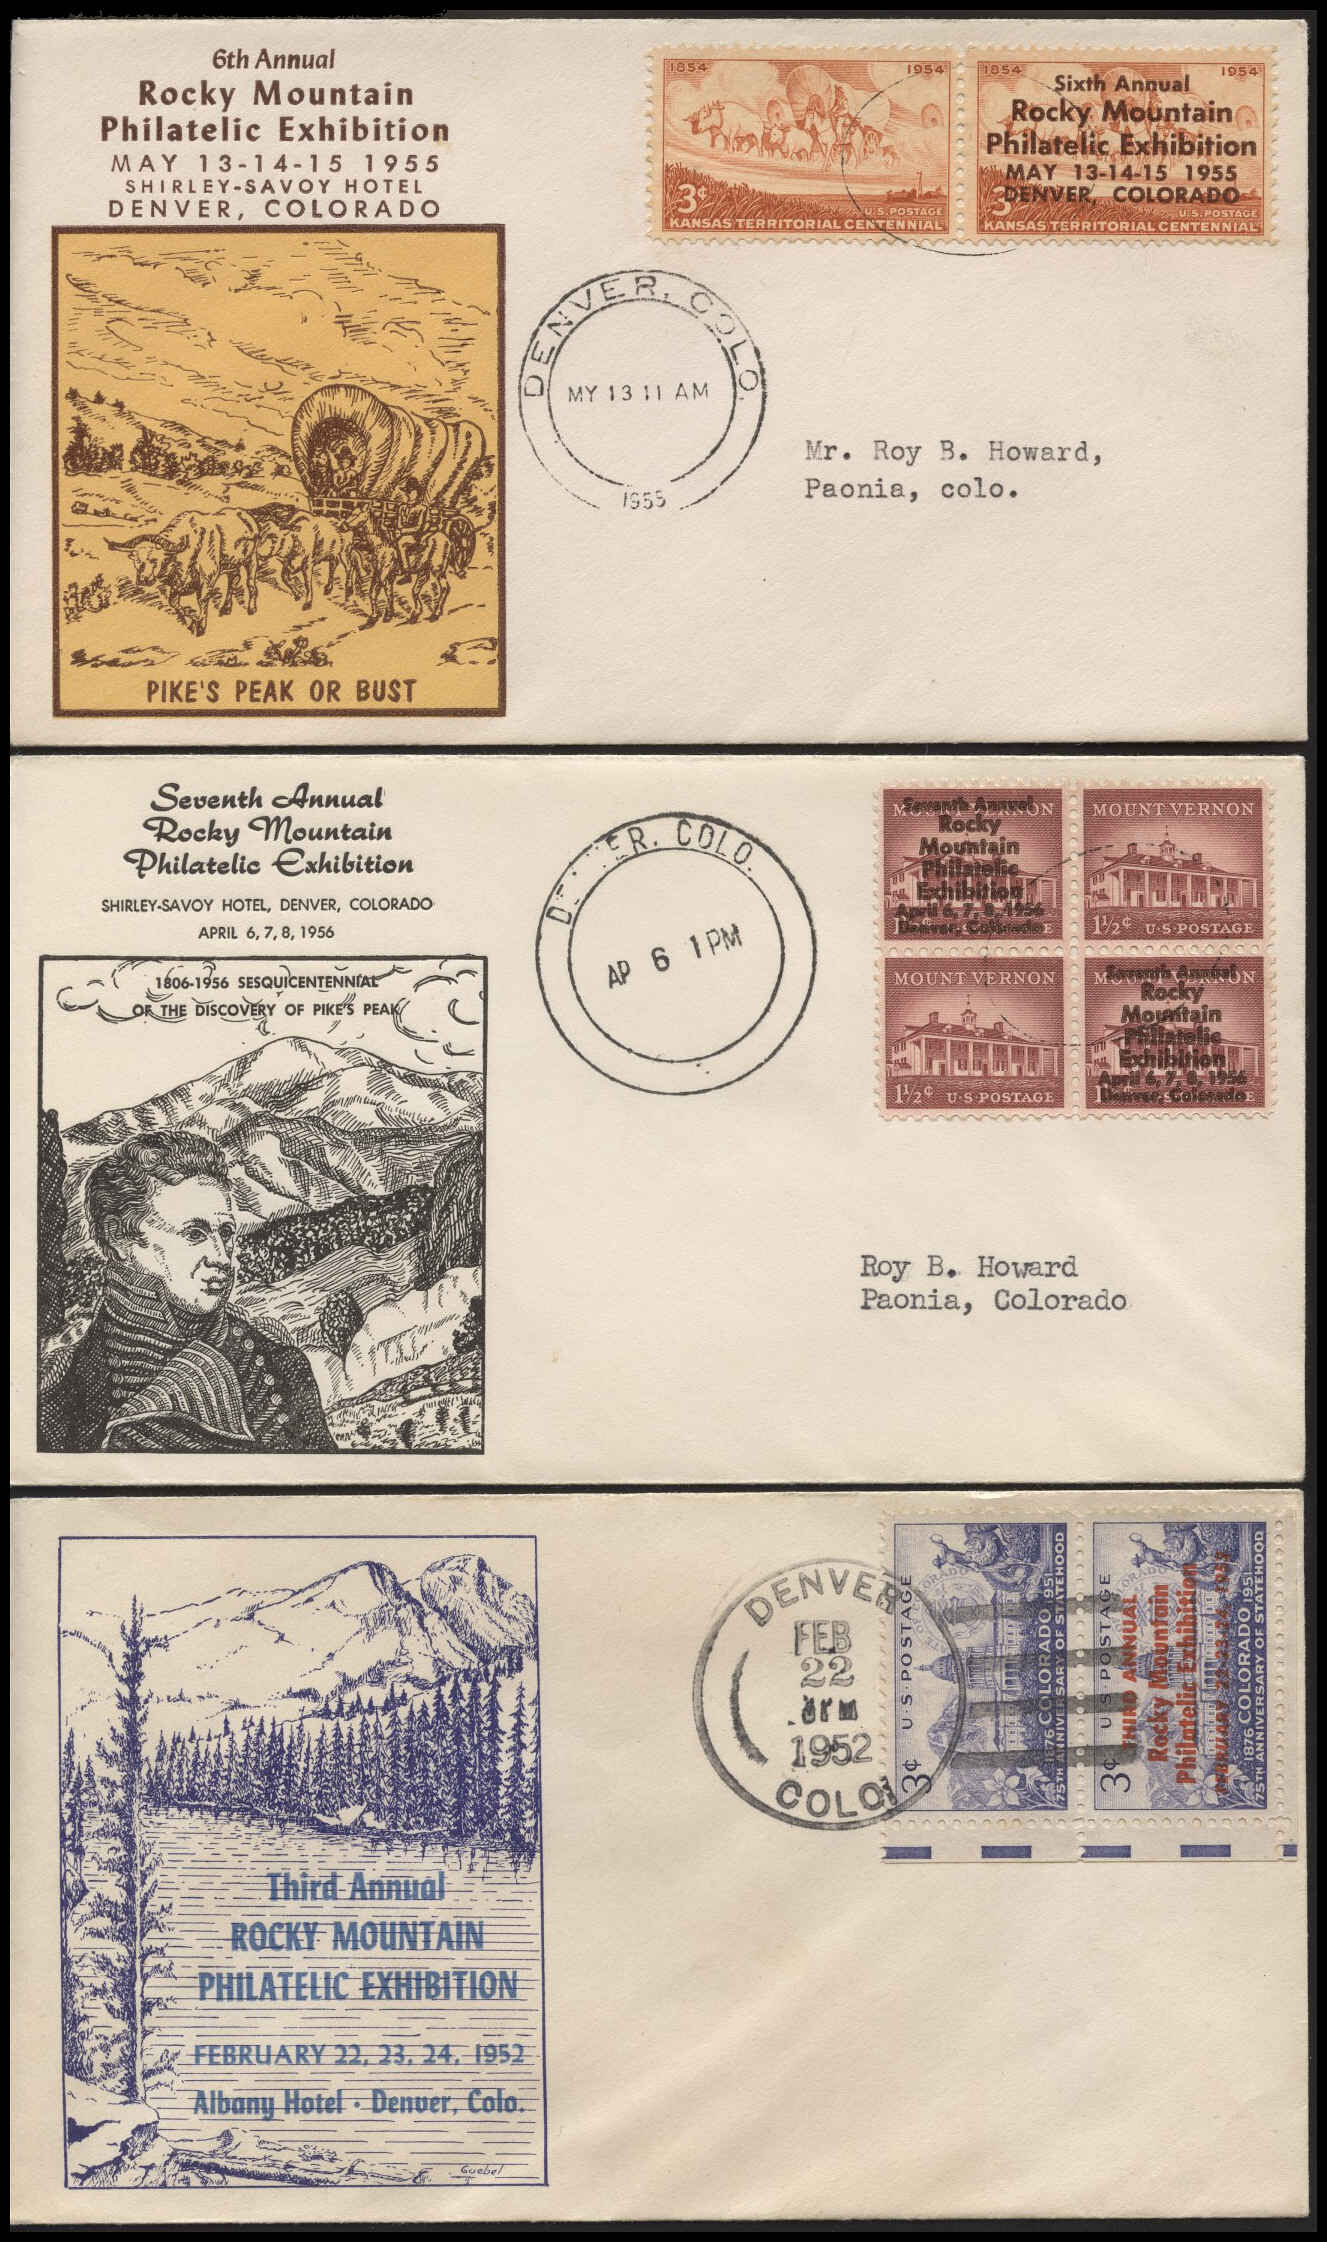 6th Annual
Rocky Mountain
Philatelic Exhibition
MAY 13-14-15 1955
SHIRLEY-SAVOY HOTEL
DENVER, COLORADO
PIKE'S PEAK OR BUST
1854 1954
3¢
U.S. POSTAGE
KANSAS TERRITORIAL CENTENNIAL
1854 1954
Sixth Annual
Rocky Mountain
Philatelic Exhibition
MAY 13-14-15 1955
DENVER, COLORADO
3¢
U.S. POSTAGE
KANSAS TERRITORIAL CENTENNIAL
DENVER, COLO.
MY 13 11 AM
1955
Mr. Roy B. Howard,
Paonia, colo.
Seventh Annual
Rocky Mountain
Philatelic Exhibition
SHIRLEY-SAVOY HOTEL, DENVER, COLORADO
APRIL 6, 7, 8, 1956
1806-1956 SESQUICENTENNIAL
OF THE DISCOVERY OF PIKE'S PEAK
COLO.
AP 6 1 PM
MOUNT VERNON
Seventh Annual
Rocky
Mountain
Philatelic
Exhibition
April 6, 7, 8, 1956
Denver, Colorado
MOUNT VERNON
1½¢ U·S·POSTAGE
MOUNT VERNON
1½¢ U·S·POSTAGE
MOUNT VERNON
Seventh Annual
Rocky
Mountain
Philatelic
Exhibition
April 6, 7, 8, 1956
Denver, Colorado
Roy B. Howard
Paonia, Colorado
Third Annual
ROCKY MOUNTAIN
PHILATELIC EXHIBITION
FEBRUARY 22, 23, 24, 1952
Albany Hotel · Denver, Colo.
Guebel
DENVER
FEB
22
1952
COLO
3¢ U·S·POSTAGE
1876 COLORADO 1951
75TH ANNIVERSARY OF STATEHOOD
3¢ U·S·POSTAGE
THIRD ANNUAL
Rocky Mountain
Philatelic Exhibition
1876 COLORADO 1951
75TH ANNIVERSARY OF STATEHOOD